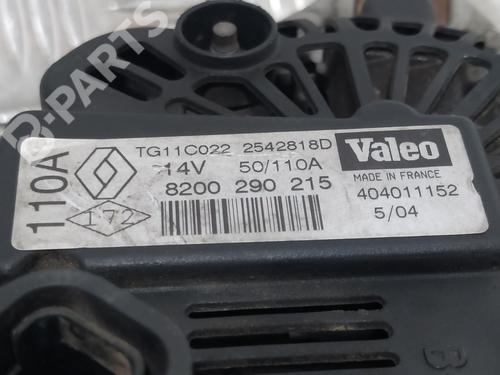 B-PARTS
110A
TG11C022 2542818D
14V 50/110A
8200 290 215
172
Valeo
MADE IN FRANCE
404011152
5/04